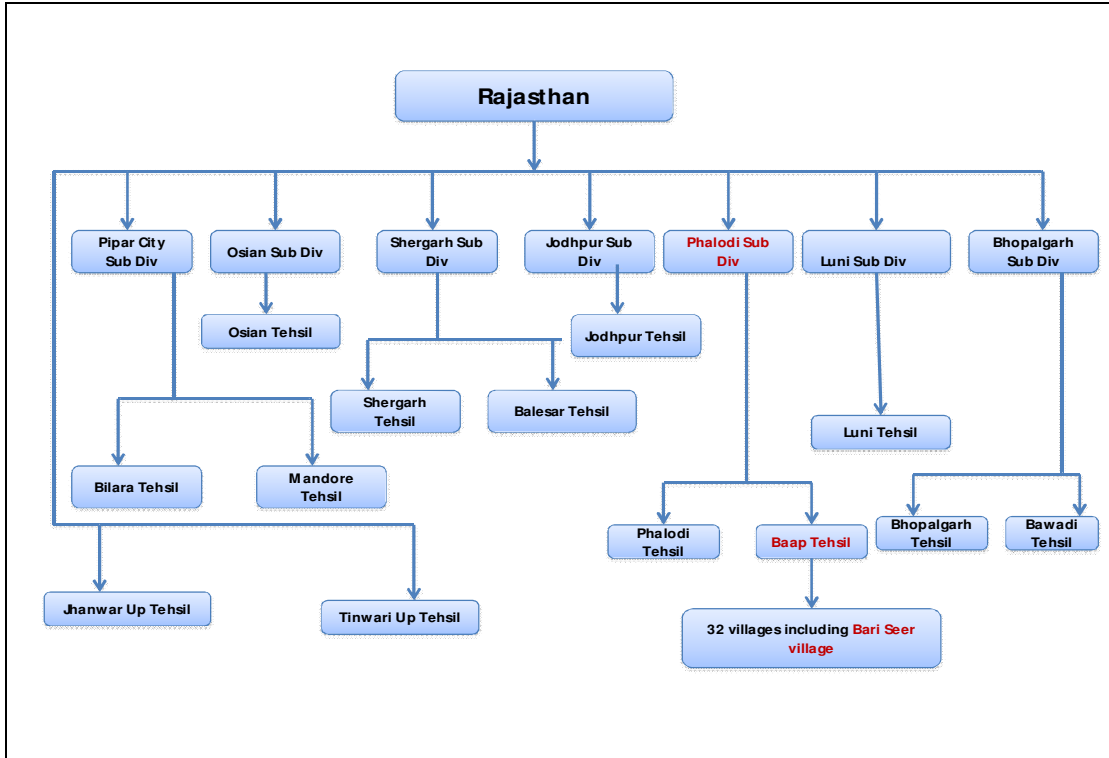 Rajasthan
Pipar City
Sub Div
Osian Sub Div
Shergarh Sub
Div
Jodhpur Sub
Div
Phalodi Sub
Div
Luni Sub Div
Bhopalgarh
Sub Div
Osian Tehsil
Jodhpur Tehsil
Shergarh
Tehsil
Balesar Tehsil
Luni Tehsil
Bilara Tehsil
Mandore
Tehsil
Phalodi
Tehsil
Baap Tehsil
Bhopalgarh
Tehsil
Bawadi
Tehsil
Jhanwar Up Tehsil
Tinwari Up Tehsil
32 villages including Bari Seer
village